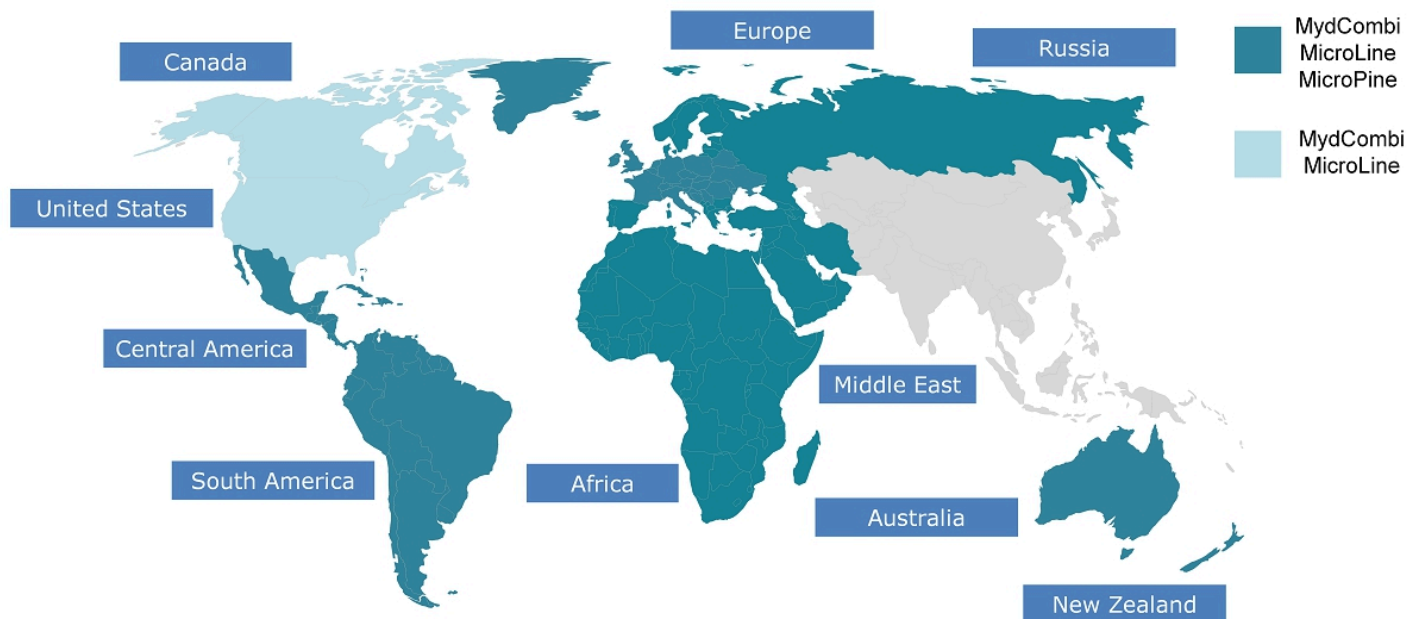 Europe
Russia
Canada
MydCombi
MicroLine
MicroPine
MydCombi
MicroLine
United States
Central America
Middle East
South America
Africa
Australia
New Zealand